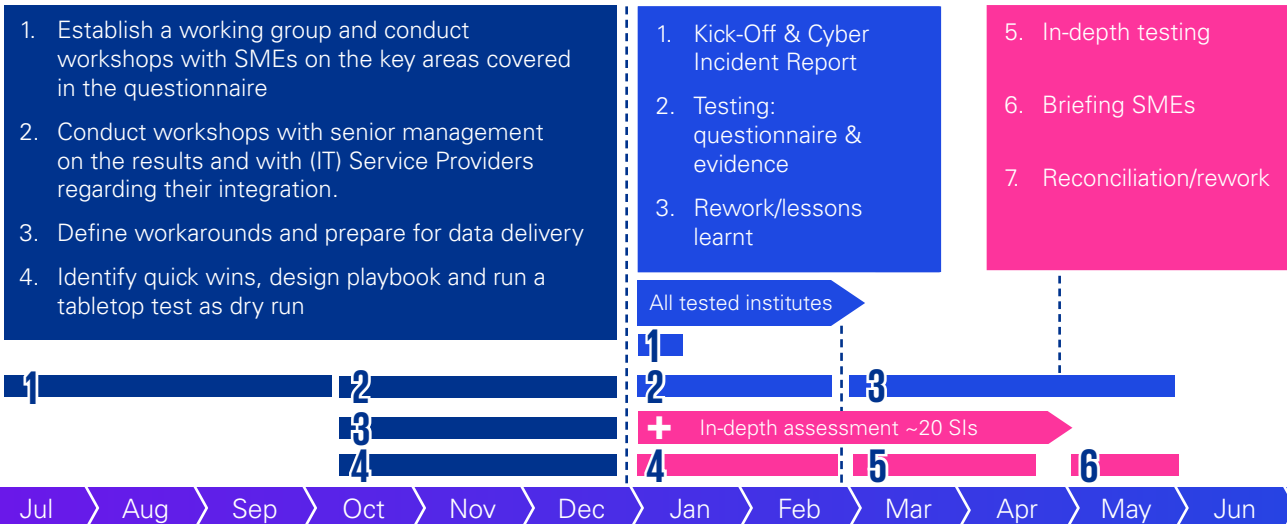 1. Establish a working group and conduct
workshops with SMEs on the key areas covered
in the questionnaire
2. Conduct workshops with senior management
on the results and with (IT) Service Providers
regarding their integration.
3. Define workarounds and prepare for data delivery
4. Identify quick wins, design playbook and run a
tabletop test as dry run
1. Kick-Off & Cyber
Incident Report
2. Testing:
questionnaire &
evidence
3. Rework/lessons
learnt
5. In-depth testing
6. Briefing SMEs
7. Reconciliation/rework
All tested institutes
1
1
2
2
3
3
+ In-depth assessment ~20 SIs
4
4
5
6
Jul Aug Sep Oct Nov Dec Jan Feb Mar Apr May Jun